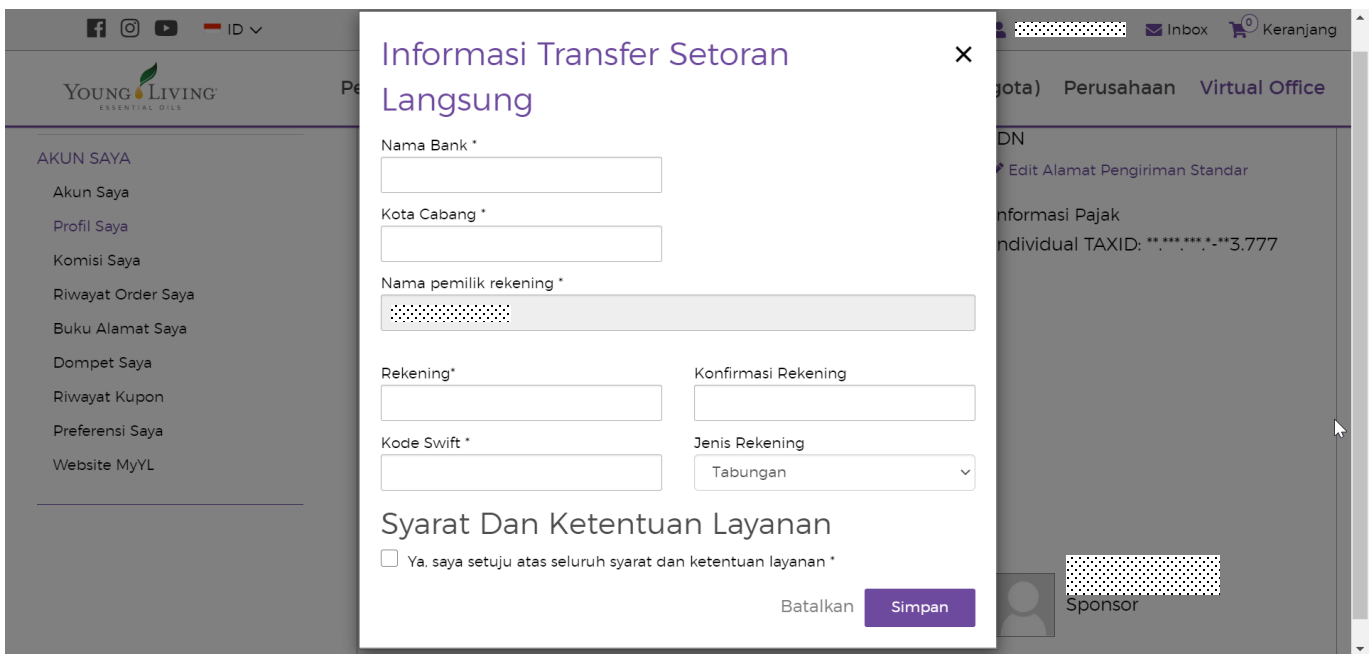 ID
Inbox
0
Keranjang
YOUNG LIVING
ESSENTIAL OILS
Perusahaan
Virtual Office
AKUN SAYA
Akun Saya
Profil Saya
Komisi Saya
Riwayat Order Saya
Buku Alamat Saya
Dompet Saya
Riwayat Kupon
Preferensi Saya
Website MyYL
Informasi Transfer Setoran
Langsung
Nama Bank *
Kota Cabang *
Nama pemilik rekening *
Rekening*
Konfirmasi Rekening
Kode Swift *
Jenis Rekening
Tabungan
Syarat Dan Ketentuan Layanan
Ya, saya setuju atas seluruh syarat dan ketentuan layanan *
Batalkan
Simpan
DN
Edit Alamat Pengiriman Standar
nformasi Pajak
ndividual TAXID: **.***.***.*-**3.777
Sponsor